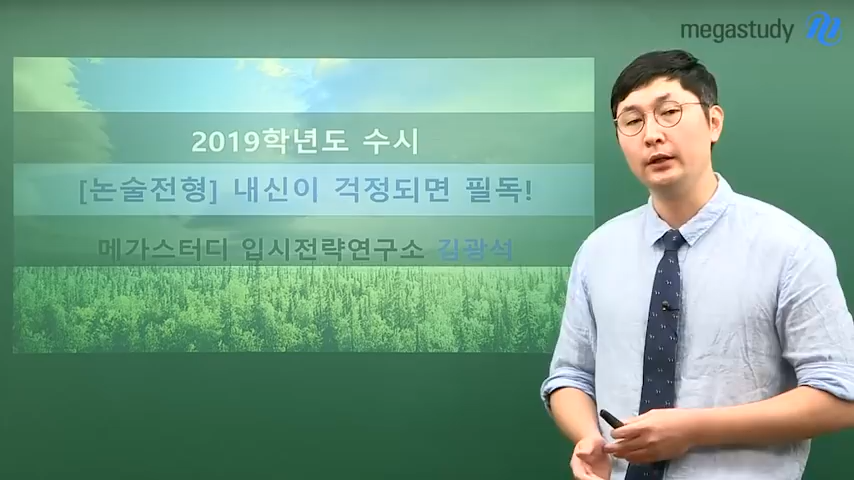 megastudy
2019학년도 수시
[논술전형] 내신이 걱정되면 필독!
메가스터디 입시전략연구소 김광석